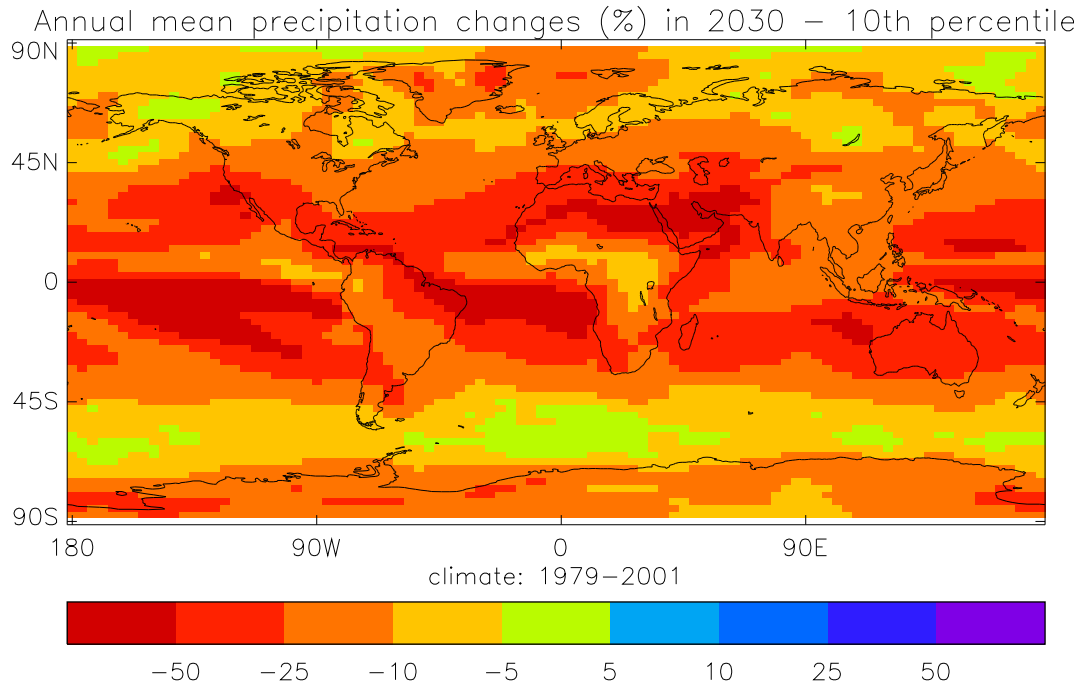 Annual mean precipitation changes (%) in 2030 − 10th percentile
90N
45N
0
45S
90S
180 90W 0 90E
climate: 1979−2001
−50 −25 −10 −5 5 10 25 50